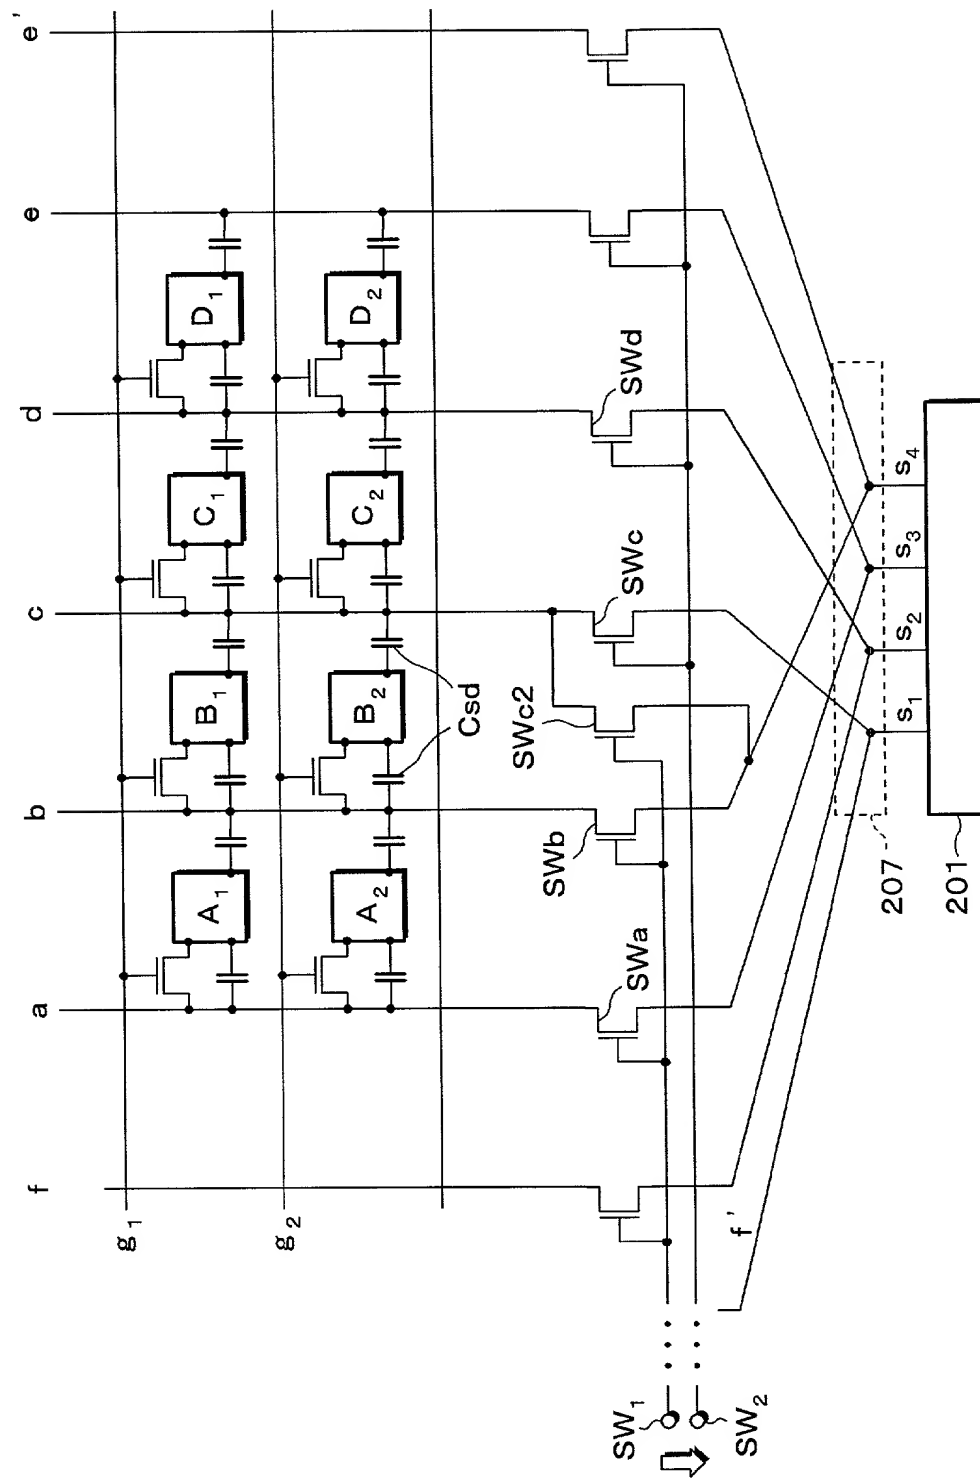 f a b c d e e'
g₁
A₁ B₁ C₁ D₁
g₂
A₂ B₂ C₂ D₂
Csd
SWa SWb SWc2 SWc SWd
SW₁
SW₂
f'
207
s₁ s₂ s₃ s₄
201